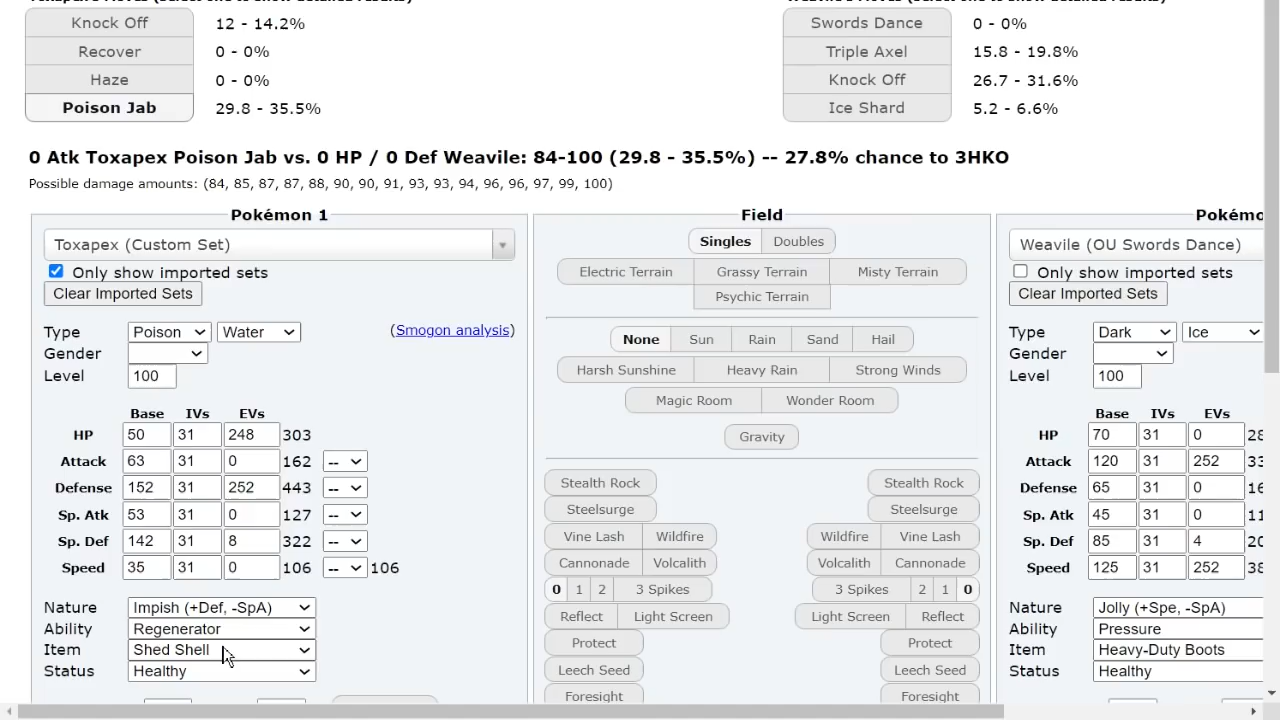 Knock Off 12 - 14.2% Swords Dance 0 - 0%
Recover 0 - 0% Triple Axel 15.8 - 19.8%
Haze 0 - 0% Knock Off 26.7 - 31.6%
Poison Jab 29.8 - 35.5% Ice Shard 5.2 - 6.6%
0 Atk Toxapex Poison Jab vs. 0 HP / 0 Def Weavile: 84-100 (29.8 - 35.5%) -- 27.8% chance to 3HKO
Possible damage amounts: (84, 85, 87, 87, 88, 90, 90, 91, 93, 93, 94, 96, 96, 97, 99, 100)
Pokémon 1
Toxapex (Custom Set)
Only show imported sets
Clear Imported Sets
Type Poison Water (Smogon analysis)
Gender
Level 100
Base IVs EVs
HP 50 31 248 303
Attack 63 31 0 162 --
Defense 152 31 252 443 --
Sp. Atk 53 31 0 127 --
Sp. Def 142 31 8 322 --
Speed 35 31 0 106 -- 106
Nature Impish (+Def, -SpA)
Ability Regenerator
Item Shed Shell
Status Healthy
Field
Singles Doubles
Electric Terrain Grassy Terrain Misty Terrain
Psychic Terrain
None Sun Rain Sand Hail
Harsh Sunshine Heavy Rain Strong Winds
Magic Room Wonder Room
Gravity
Stealth Rock Stealth Rock
Steelsurge Steelsurge
Vine Lash Wildfire Wildfire Vine Lash
Cannonade Volcalith Volcalith Cannonade
0 1 2 3 Spikes 3 Spikes 2 1 0
Reflect Light Screen Light Screen Reflect
Protect Protect
Leech Seed Leech Seed
Foresight Foresight
Pokémo
Weavile (OU Swords Dance)
Only show imported sets
Clear Imported Sets
Type Dark Ice
Gender
Level 100
Base IVs EVs
HP 70 31 0 28
Attack 120 31 252 33
Defense 65 31 0 16
Sp. Atk 45 31 0 11
Sp. Def 85 31 4 20
Speed 125 31 252 38
Nature Jolly (+Spe, -SpA)
Ability Pressure
Item Heavy-Duty Boots
Status Healthy